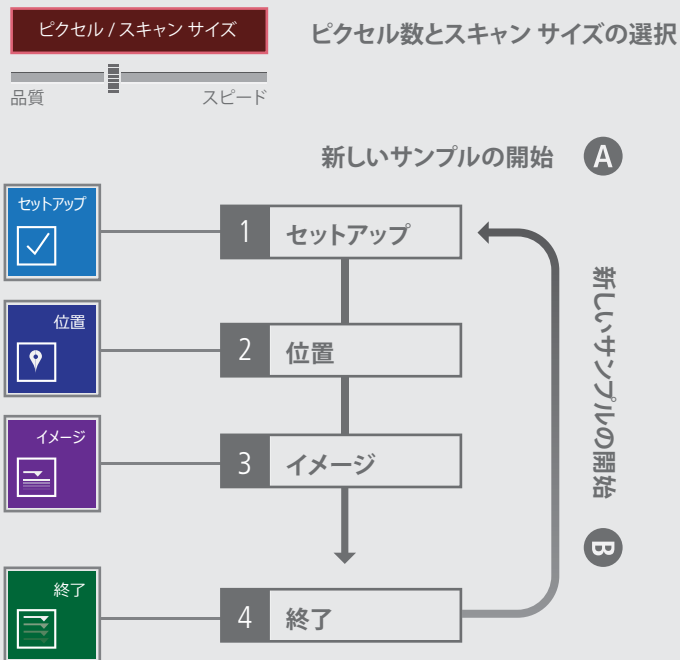 ピクセル / スキャン サイズ
ピクセル数とスキャン サイズの選択
品質
スピード
新しいサンプルの開始 A
セットアップ
1 セットアップ
位置
2 位置
イメージ
3 イメージ
新しいサンプルの開始 B
終了
4 終了